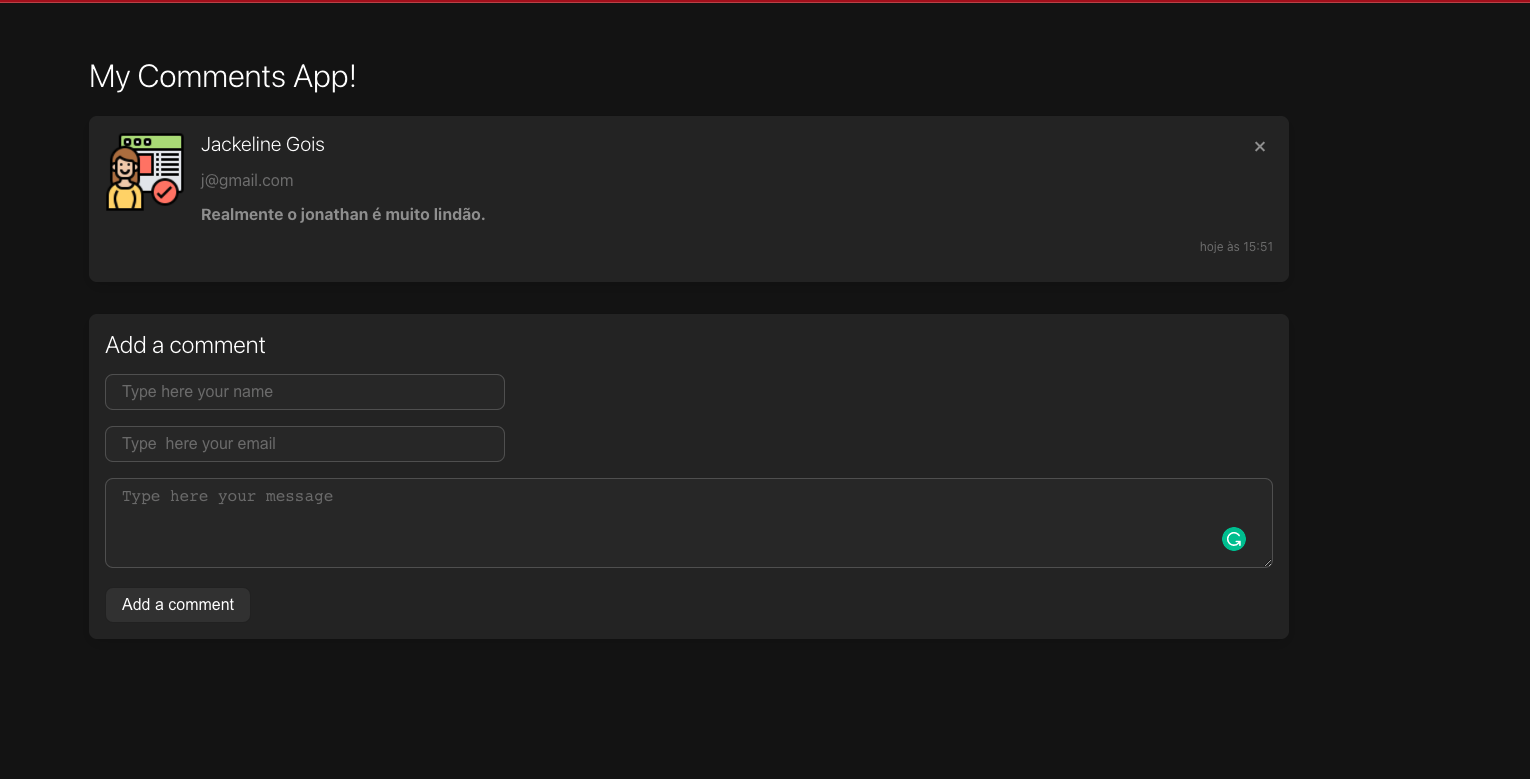 My Comments App!
Jackeline Gois
j@gmail.com
Realmente o jonathan é muito lindão.
hoje às 15:51
Add a comment
Type here your name
Type  here your email
Type here your message
Add a comment